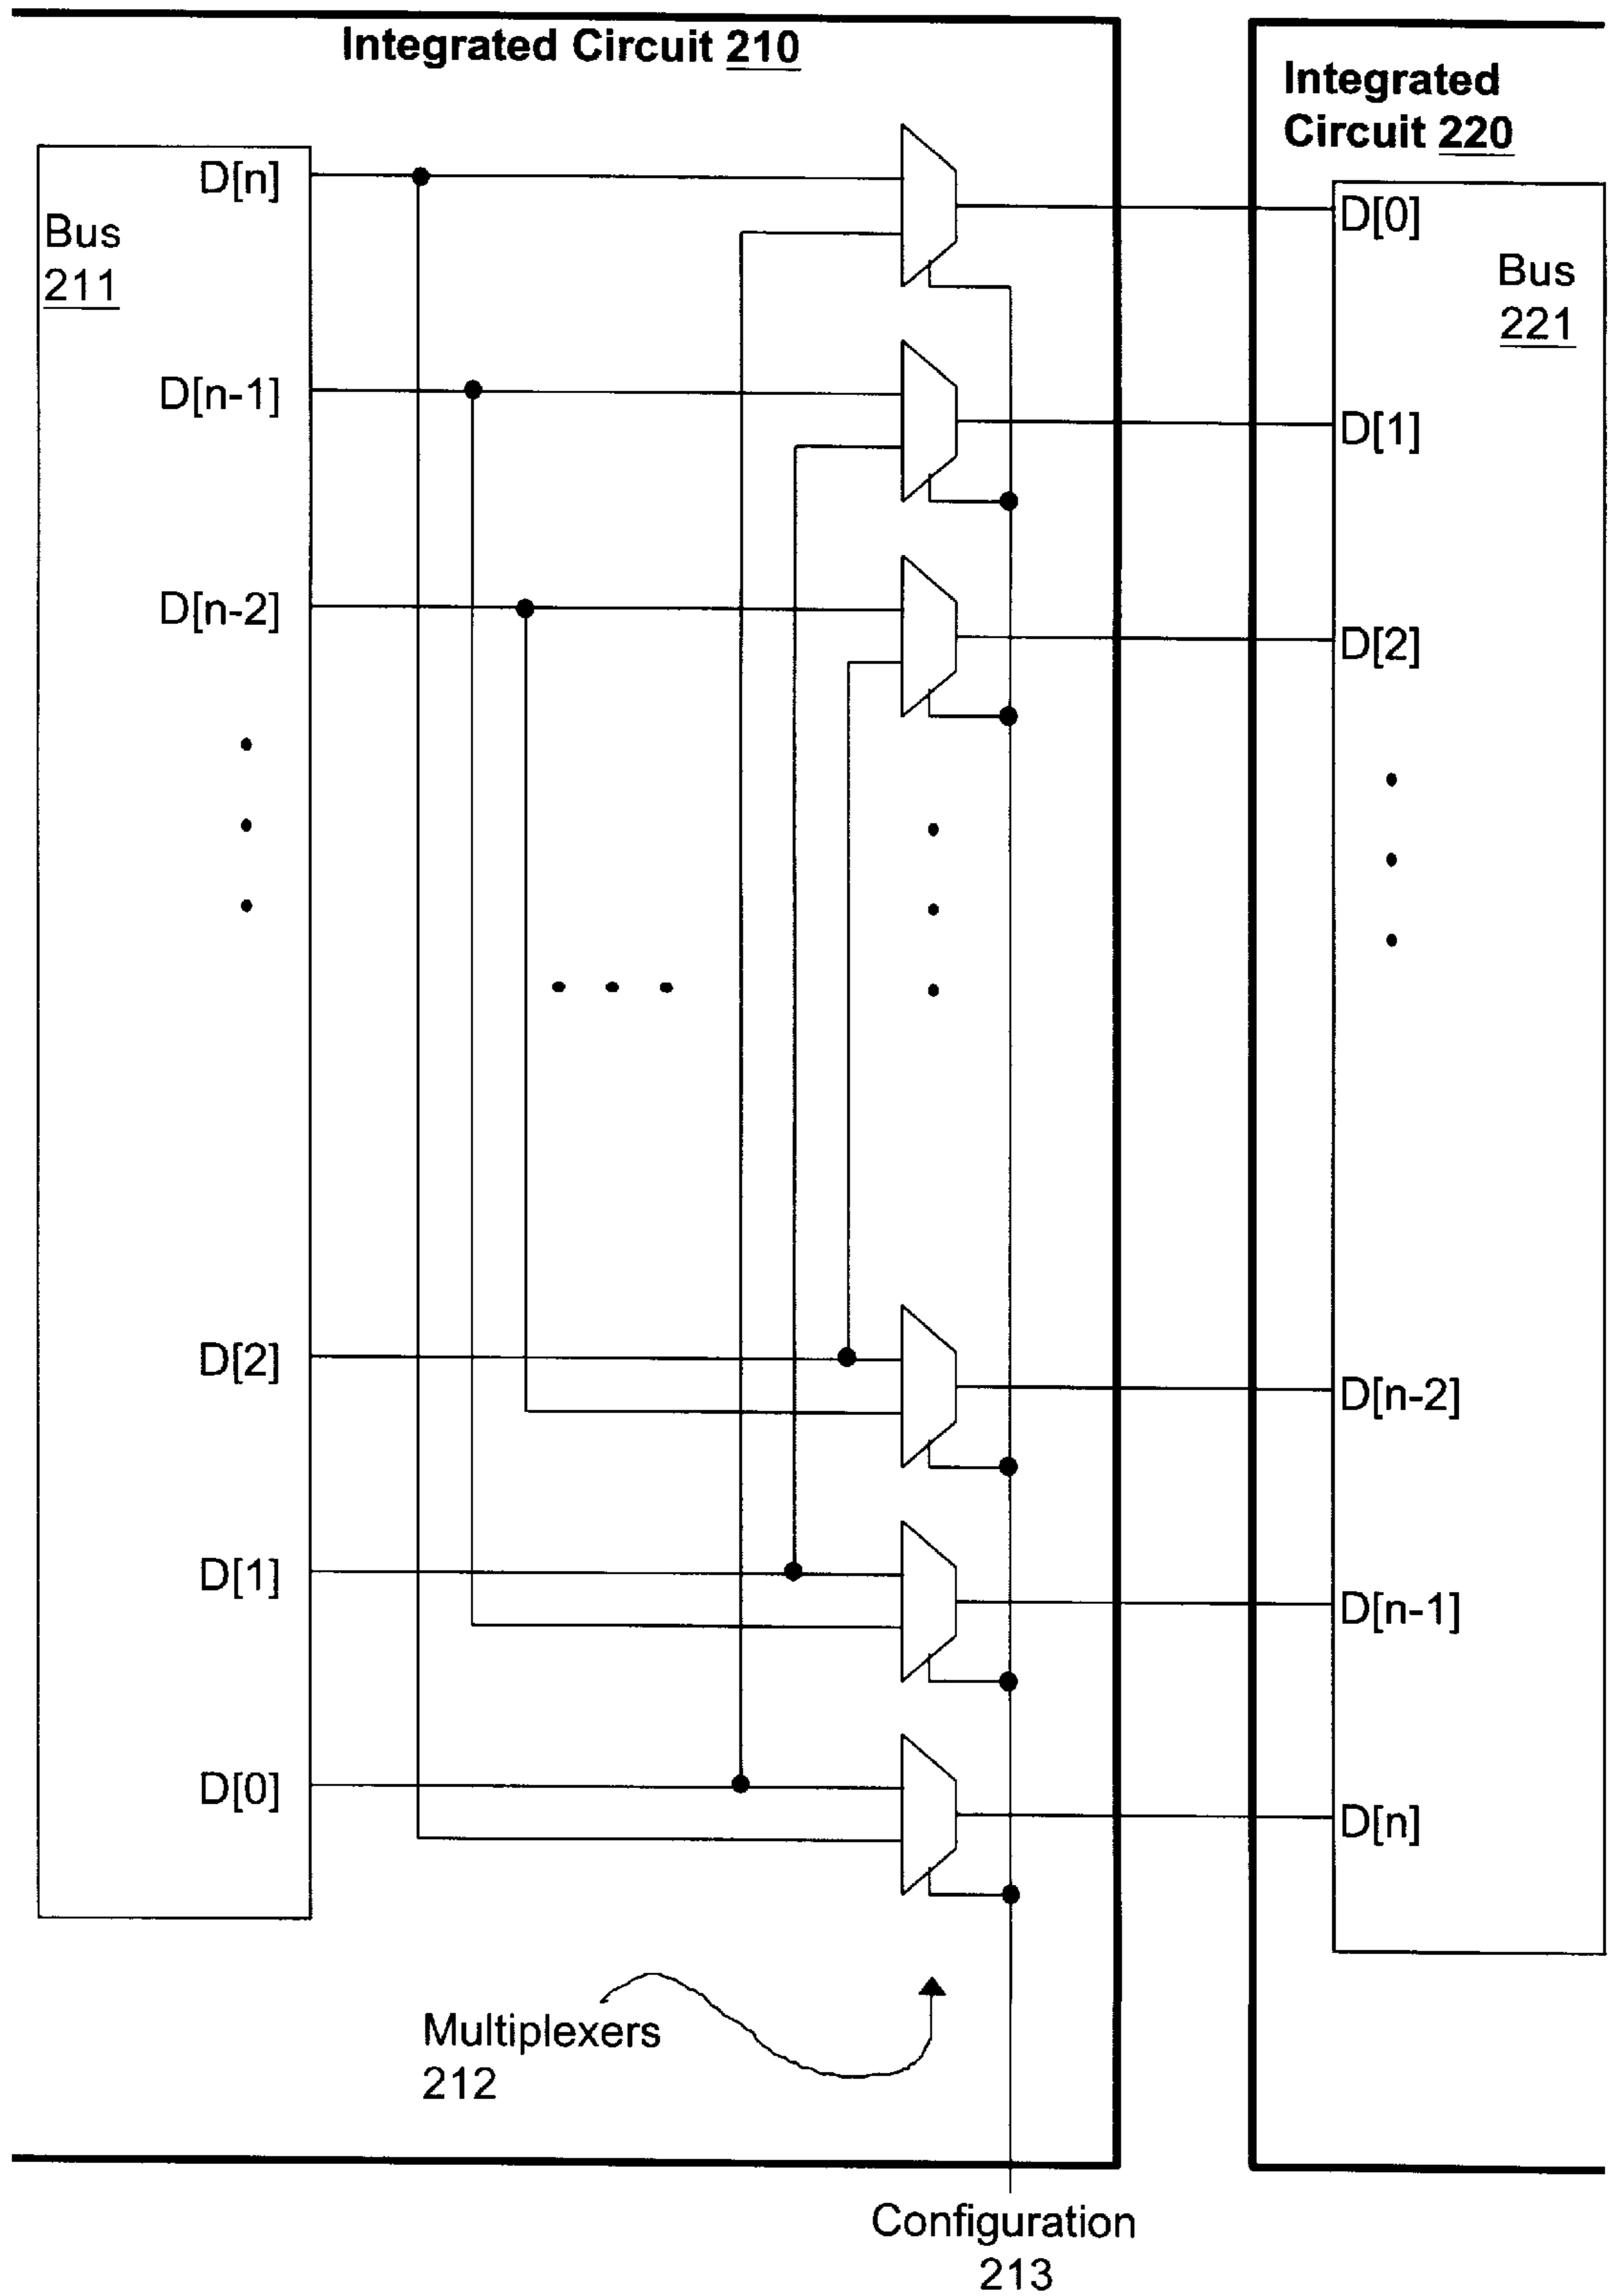 Integrated Circuit 210
Integrated
Circuit 220
Bus
211
D[n]
D[n-1]
D[n-2]
D[2]
D[1]
D[0]
D[0]
Bus
221
D[1]
D[2]
D[n-2]
D[n-1]
D[n]
Multiplexers
212
Configuration
213